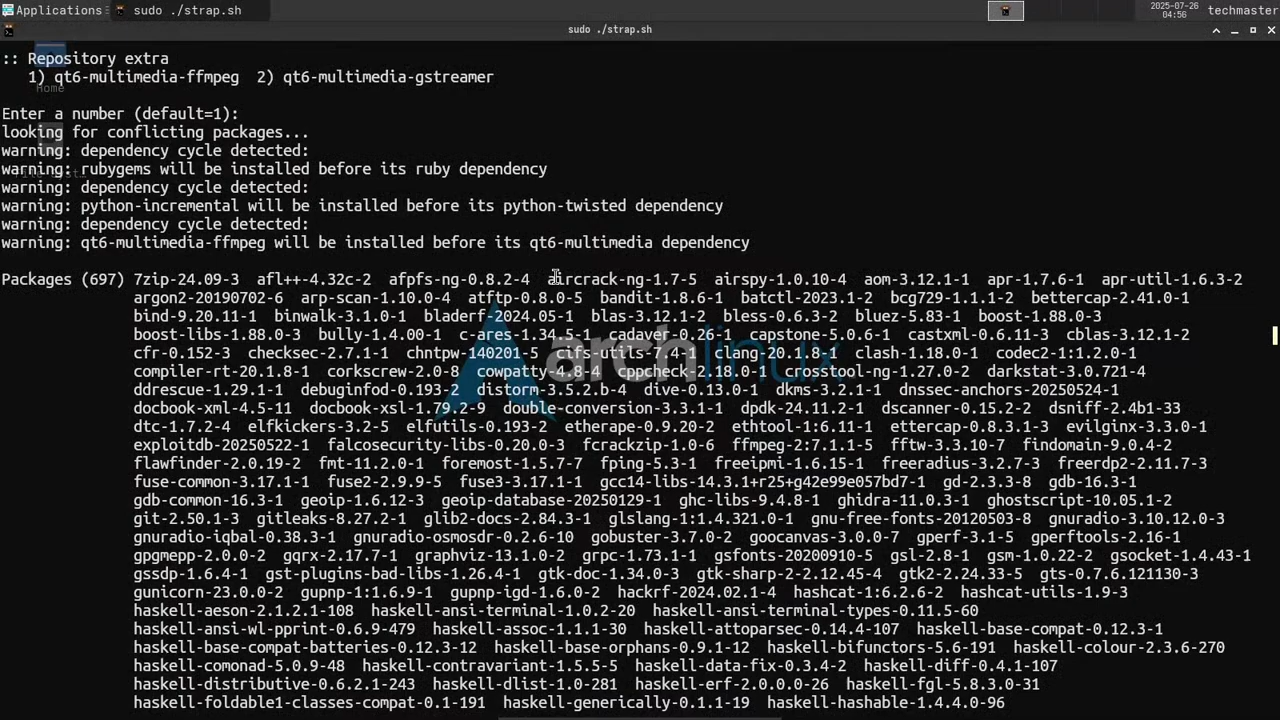 Applications
sudo ./strap.sh
2025-07-26
04:56
techmaster
sudo ./strap.sh
:: Repository extra
1) qt6-multimedia-ffmpeg  2) qt6-multimedia-gstreamer
Home
Enter a number (default=1):
looking for conflicting packages...
warning: dependency cycle detected:
warning: rubygems will be installed before its ruby dependency
warning: dependency cycle detected:
warning: python-incremental will be installed before its python-twisted dependency
warning: dependency cycle detected:
warning: qt6-multimedia-ffmpeg will be installed before its qt6-multimedia dependency
Packages (697) 7zip-24.09-3  afl++-4.32c-2  afpfs-ng-0.8.2-4  aircrack-ng-1.7-5  airspy-1.0.10-4  aom-3.12.1-1  apr-1.7.6-1  apr-util-1.6.3-2
argon2-20190702-6  arp-scan-1.10.0-4  atftp-0.8.0-5  bandit-1.8.6-1  batctl-2023.1-2  bcg729-1.1.1-2  bettercap-2.41.0-1
bind-9.20.11-1  binwalk-3.1.0-1  bladerf-2024.05-1  blas-3.12.1-2  bless-0.6.3-2  bluez-5.83-1  boost-1.88.0-3
boost-libs-1.88.0-3  bully-1.4.00-1  c-ares-1.34.5-1  cadaver-0.26-1  capstone-5.0.6-1  castxml-0.6.11-3  cblas-3.12.1-2
cfr-0.152-3  checksec-2.7.1-1  chntpw-140201-5  cifs-utils-7.4-1  clang-20.1.8-1  clash-1.18.0-1  codec2-1:1.2.0-1
compiler-rt-20.1.8-1  corkscrew-2.0-8  cowpatty-4.8-4  cppcheck-2.18.0-1  crosstool-ng-1.27.0-2  darkstat-3.0.721-4
archlinux
ddrescue-1.29.1-1  debuginfod-0.193-2  distorm-3.5.2.b-4  dive-0.13.0-1  dkms-3.2.1-1  dnssec-anchors-20250524-1
docbook-xml-4.5-11  docbook-xsl-1.79.2-9  double-conversion-3.3.1-1  dpdk-24.11.2-1  dscanner-0.15.2-2  dsniff-2.4b1-33
dtc-1.7.2-4  elfkickers-3.2-5  elfutils-0.193-2  etherape-0.9.20-2  ethtool-1:6.11-1  ettercap-0.8.3.1-3  evilginx-3.3.0-1
exploitdb-20250522-1  falcosecurity-libs-0.20.0-3  fcrackzip-1.0-6  ffmpeg-2:7.1.1-5  fftw-3.3.10-7  findomain-9.0.4-2
flawfinder-2.0.19-2  fmt-11.2.0-1  foremost-1.5.7-7  fping-5.3-1  freeipmi-1.6.15-1  freeradius-3.2.7-3  freerdp2-2.11.7-3
fuse-common-3.17.1-1  fuse2-2.9.9-5  fuse3-3.17.1-1  gcc14-libs-14.3.1+r25+g42e99e057bd7-1  gd-2.3.3-8  gdb-16.3-1
gdb-common-16.3-1  geoip-1.6.12-3  geoip-database-20250129-1  ghc-libs-9.4.8-1  ghidra-11.0.3-1  ghostscript-10.05.1-2
git-2.50.1-3  gitleaks-8.27.2-1  glib2-docs-2.84.3-1  glslang-1:1.4.321.0-1  gnu-free-fonts-20120503-8  gnuradio-3.10.12.0-3
gnuradio-iqbal-0.38.3-1  gnuradio-osmosdr-0.2.6-10  gobuster-3.7.0-2  goocanvas-3.0.0-7  gperf-3.1-5  gperftools-2.16-1
gpgmepp-2.0.0-2  gqrx-2.17.7-1  graphviz-13.1.0-2  grpc-1.73.1-1  gsfonts-20200910-5  gsl-2.8-1  gsm-1.0.22-2  gsocket-1.4.43-1
gssdp-1.6.4-1  gst-plugins-bad-libs-1.26.4-1  gtk-doc-1.34.0-3  gtk-sharp-2-2.12.45-4  gtk2-2.24.33-5  gts-0.7.6.121130-3
gunicorn-23.0.0-2  gupnp-1:1.6.9-1  gupnp-igd-1.6.0-2  hackrf-2024.02.1-4  hashcat-1:6.2.6-2  hashcat-utils-1.9-3
haskell-aeson-2.1.2.1-108  haskell-ansi-terminal-1.0.2-20  haskell-ansi-terminal-types-0.11.5-60
haskell-ansi-wl-pprint-0.6.9-479  haskell-assoc-1.1.1-30  haskell-attoparsec-0.14.4-107  haskell-base-compat-0.12.3-1
haskell-base-compat-batteries-0.12.3-12  haskell-base-orphans-0.9.1-12  haskell-bifunctors-5.6-191  haskell-colour-2.3.6-270
haskell-comonad-5.0.9-48  haskell-contravariant-1.5.5-5  haskell-data-fix-0.3.4-2  haskell-diff-0.4.1-107
haskell-distributive-0.6.2.1-243  haskell-dlist-1.0-281  haskell-erf-2.0.0.0-26  haskell-fgl-5.8.3.0-31
haskell-foldable1-classes-compat-0.1-191  haskell-generically-0.1.1-19  haskell-hashable-1.4.4.0-96